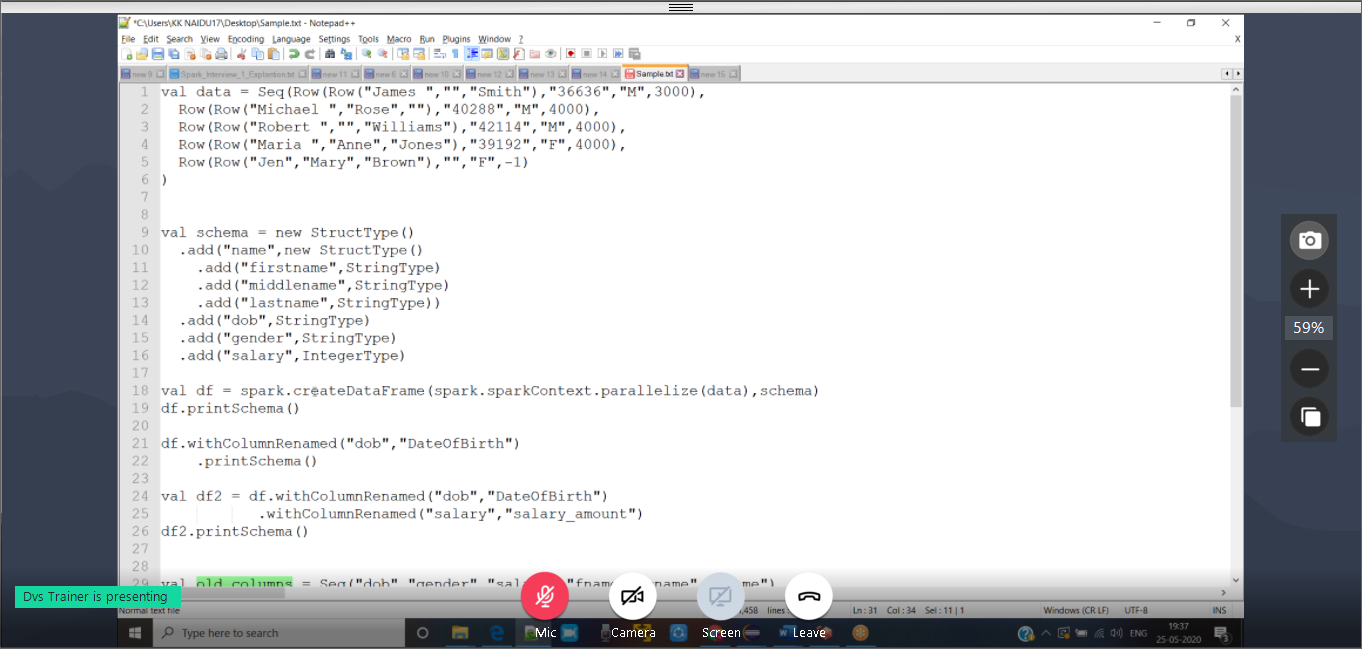 *C:\Users\KK NAIDU17\Desktop\Sample.txt - Notepad++
File Edit Search View Encoding Language Settings Tools Macro Run Plugins Window ?
X
new 9 Spark_Interview_1_Explantion.txt new 11 new 6 new 10 new 12 new 13 new 14 Sample.txt new 15
1 val data = Seq(Row(Row("James ","","Smith"),"36636","M",3000),
2 Row(Row("Michael ","Rose",""),"40288","M",4000),
3 Row(Row("Robert ","","Williams"),"42114","M",4000),
4 Row(Row("Maria ","Anne","Jones"),"39192","F",4000),
5 Row(Row("Jen","Mary","Brown"),"","F",-1)
6 )
7
8
9 val schema = new StructType()
10 .add("name",new StructType()
11 .add("firstname",StringType)
12 .add("middlename",StringType)
13 .add("lastname",StringType))
14 .add("dob",StringType)
15 .add("gender",StringType)
16 .add("salary",IntegerType)
17
18 val df = spark.createDataFrame(spark.sparkContext.parallelize(data),schema)
19 df.printSchema()
20
21 df.withColumnRenamed("dob","DateOfBirth")
22 .printSchema()
23
24 val df2 = df.withColumnRenamed("dob","DateOfBirth")
25 .withColumnRenamed("salary","salary_amount")
26 df2.printSchema()
27
28
29 val old_columns = Seq("dob","gender","sal
59%
Dvs Trainer is presenting
Normal text file
,458 lines
Ln : 31 Col : 34 Sel : 11 | 1
Windows (CR LF) UTF-8 INS
Type here to search
Mic Camera Screen Leave
ENG
19:37
25-05-2020
3